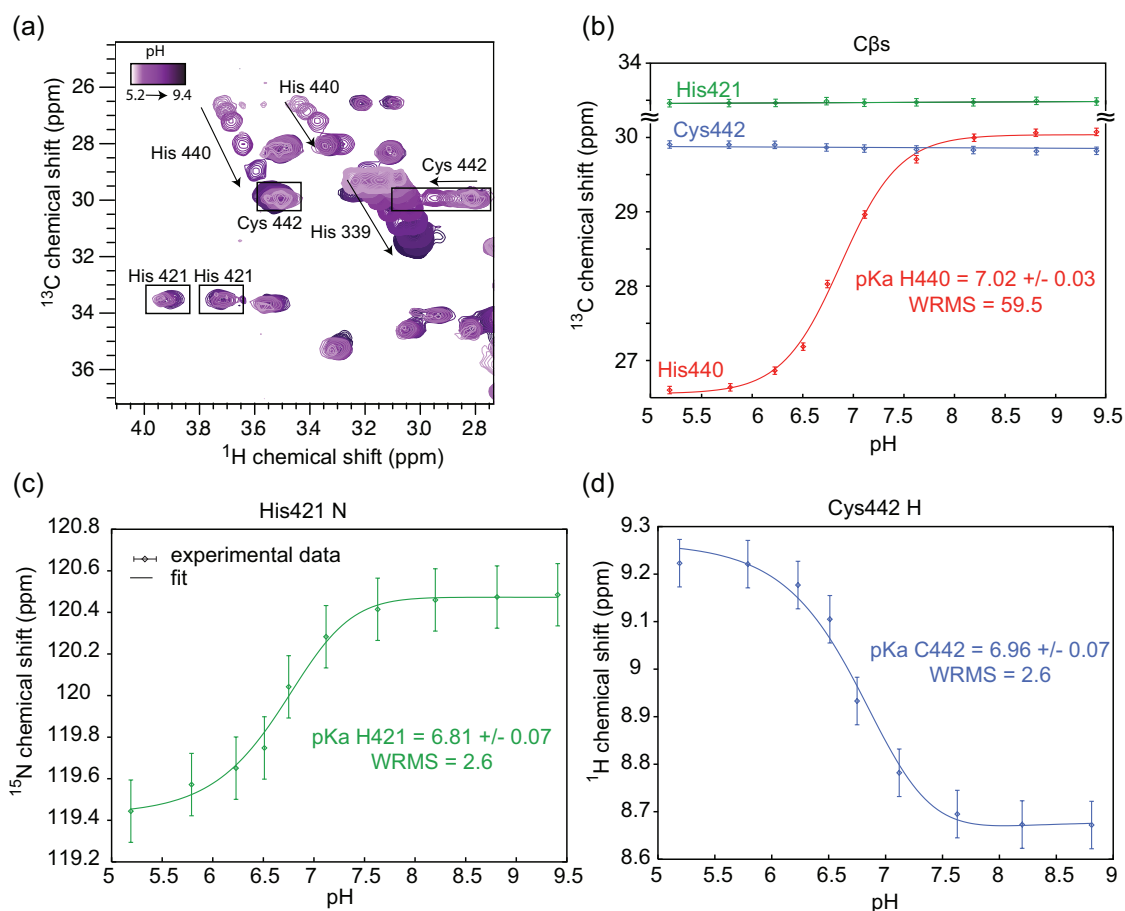 (a)
pH
5.2 → 9.4
His 440
His 440
Cys 442
Cys 442
His 339
His 421 His 421
26
28
30
32
34
36
13C chemical shift (ppm)
4.0 3.7 3.4 3.1 2.8
1H chemical shift (ppm)
(b)
Cβs
34
30
29
28
27
His421
Cys442
His440
pKa H440 = 7.02 +/- 0.03
WRMS = 59.5
13C chemical shift (ppm)
5 5.5 6 6.5 7 7.5 8 8.5 9 9.5
pH
(c)
His421 N
experimental data
fit
120.8
120.6
120.4
120.2
120
119.8
119.6
119.4
119.2
15N chemical shift (ppm)
pKa H421 = 6.81 +/- 0.07
WRMS = 2.6
5 5.5 6 6.5 7 7.5 8 8.5 9 9.5
pH
(d)
Cys442 H
9.3
9.2
9.1
9
8.9
8.8
8.7
8.6
1H chemical shift (ppm)
pKa C442 = 6.96 +/- 0.07
WRMS = 2.6
5 5.5 6 6.5 7 7.5 8 8.5 9
pH